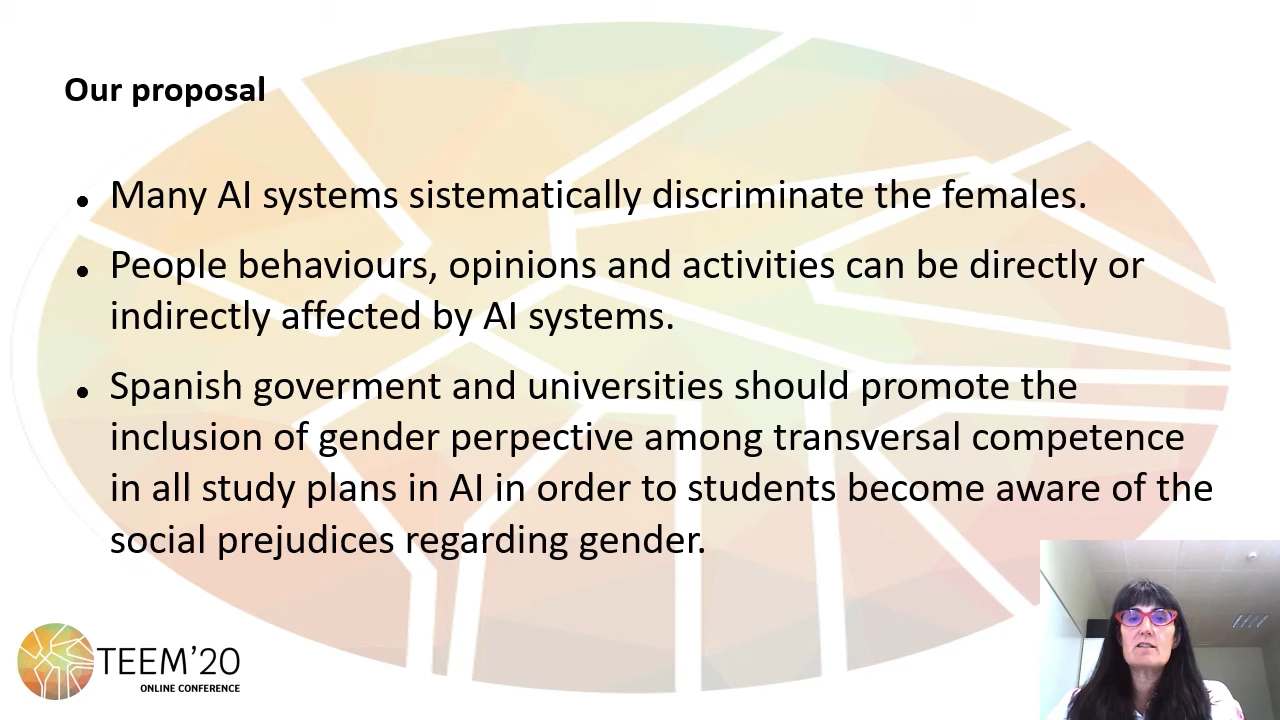 Our proposal
● Many AI systems sistematically discriminate the females.
● People behaviours, opinions and activities can be directly or
indirectly affected by AI systems.
● Spanish goverment and universities should promote the
inclusion of gender perpective among transversal competence
in all study plans in AI in order to students become aware of the
social prejudices regarding gender.
TEEM’20
ONLINE CONFERENCE